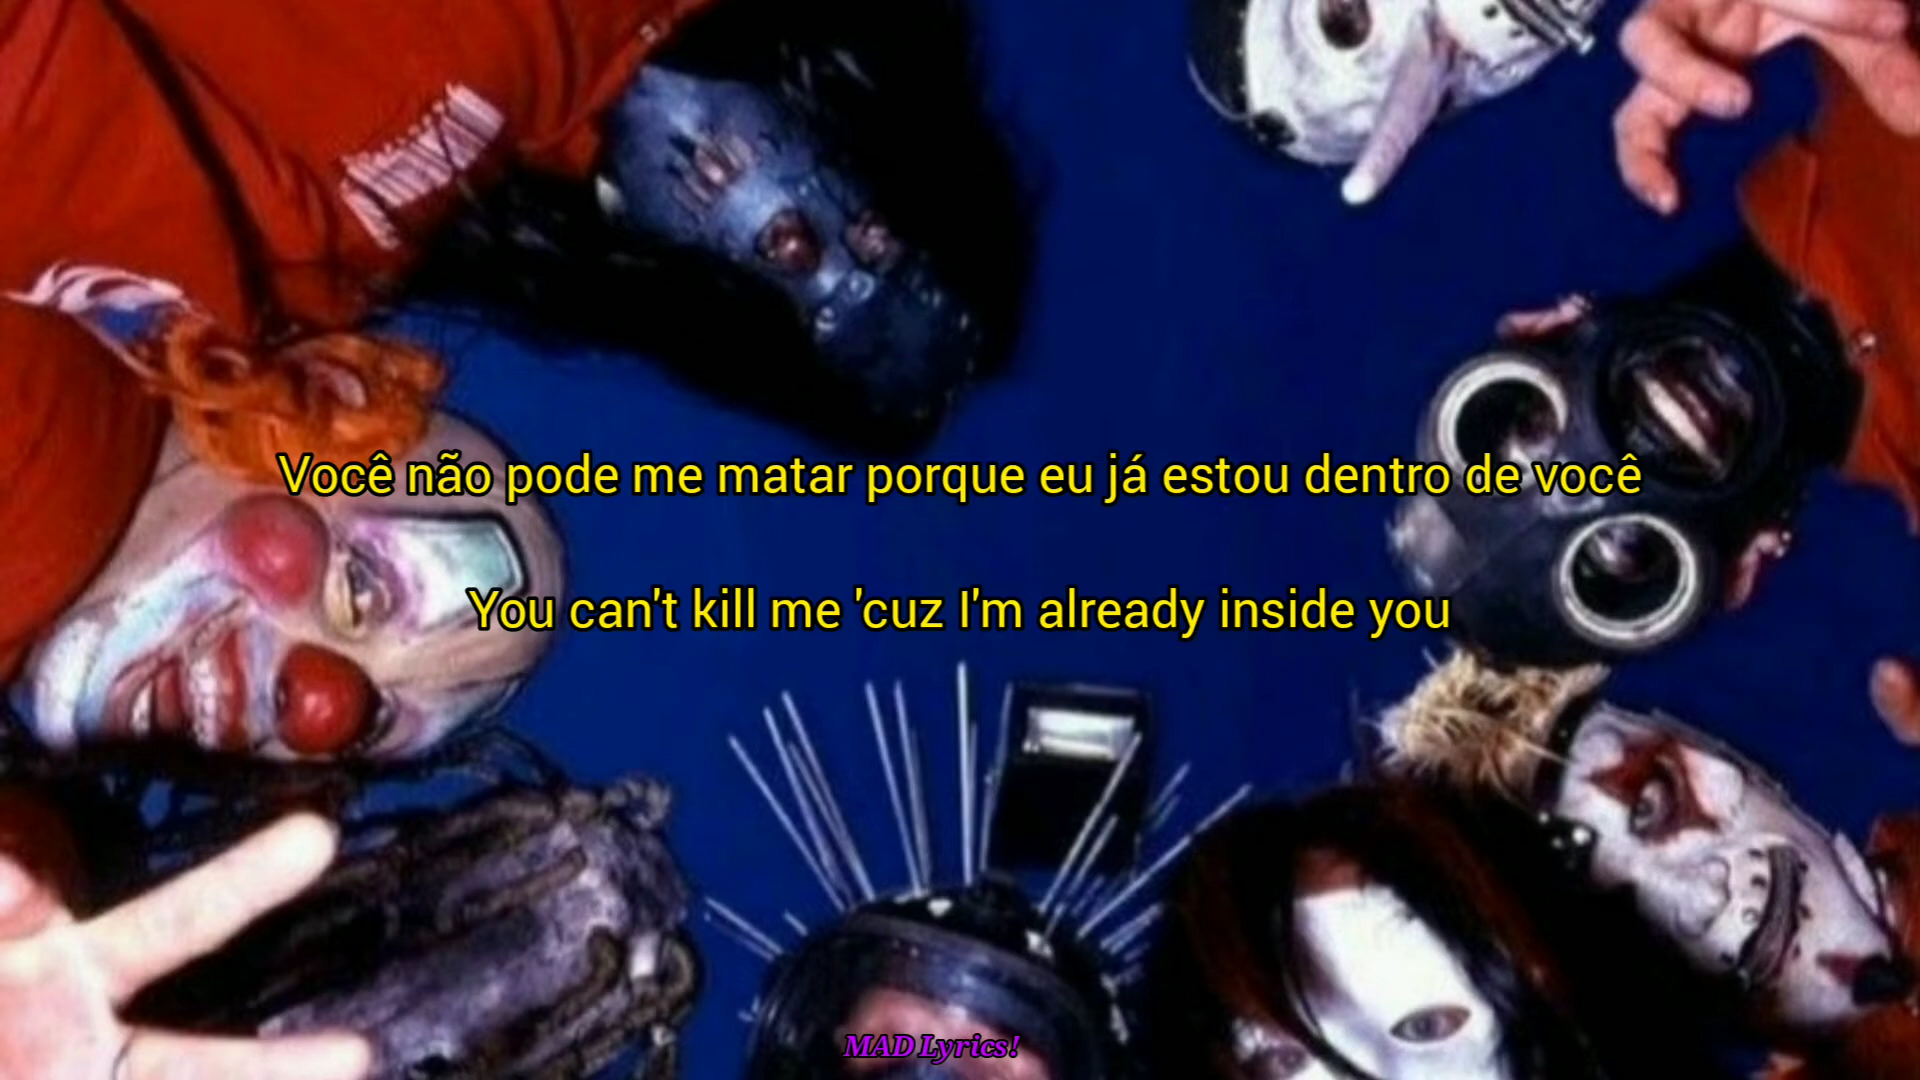 Você não pode me matar porque eu já estou dentro de você
You can't kill me 'cuz I'm already inside you
MAD Lyrics!